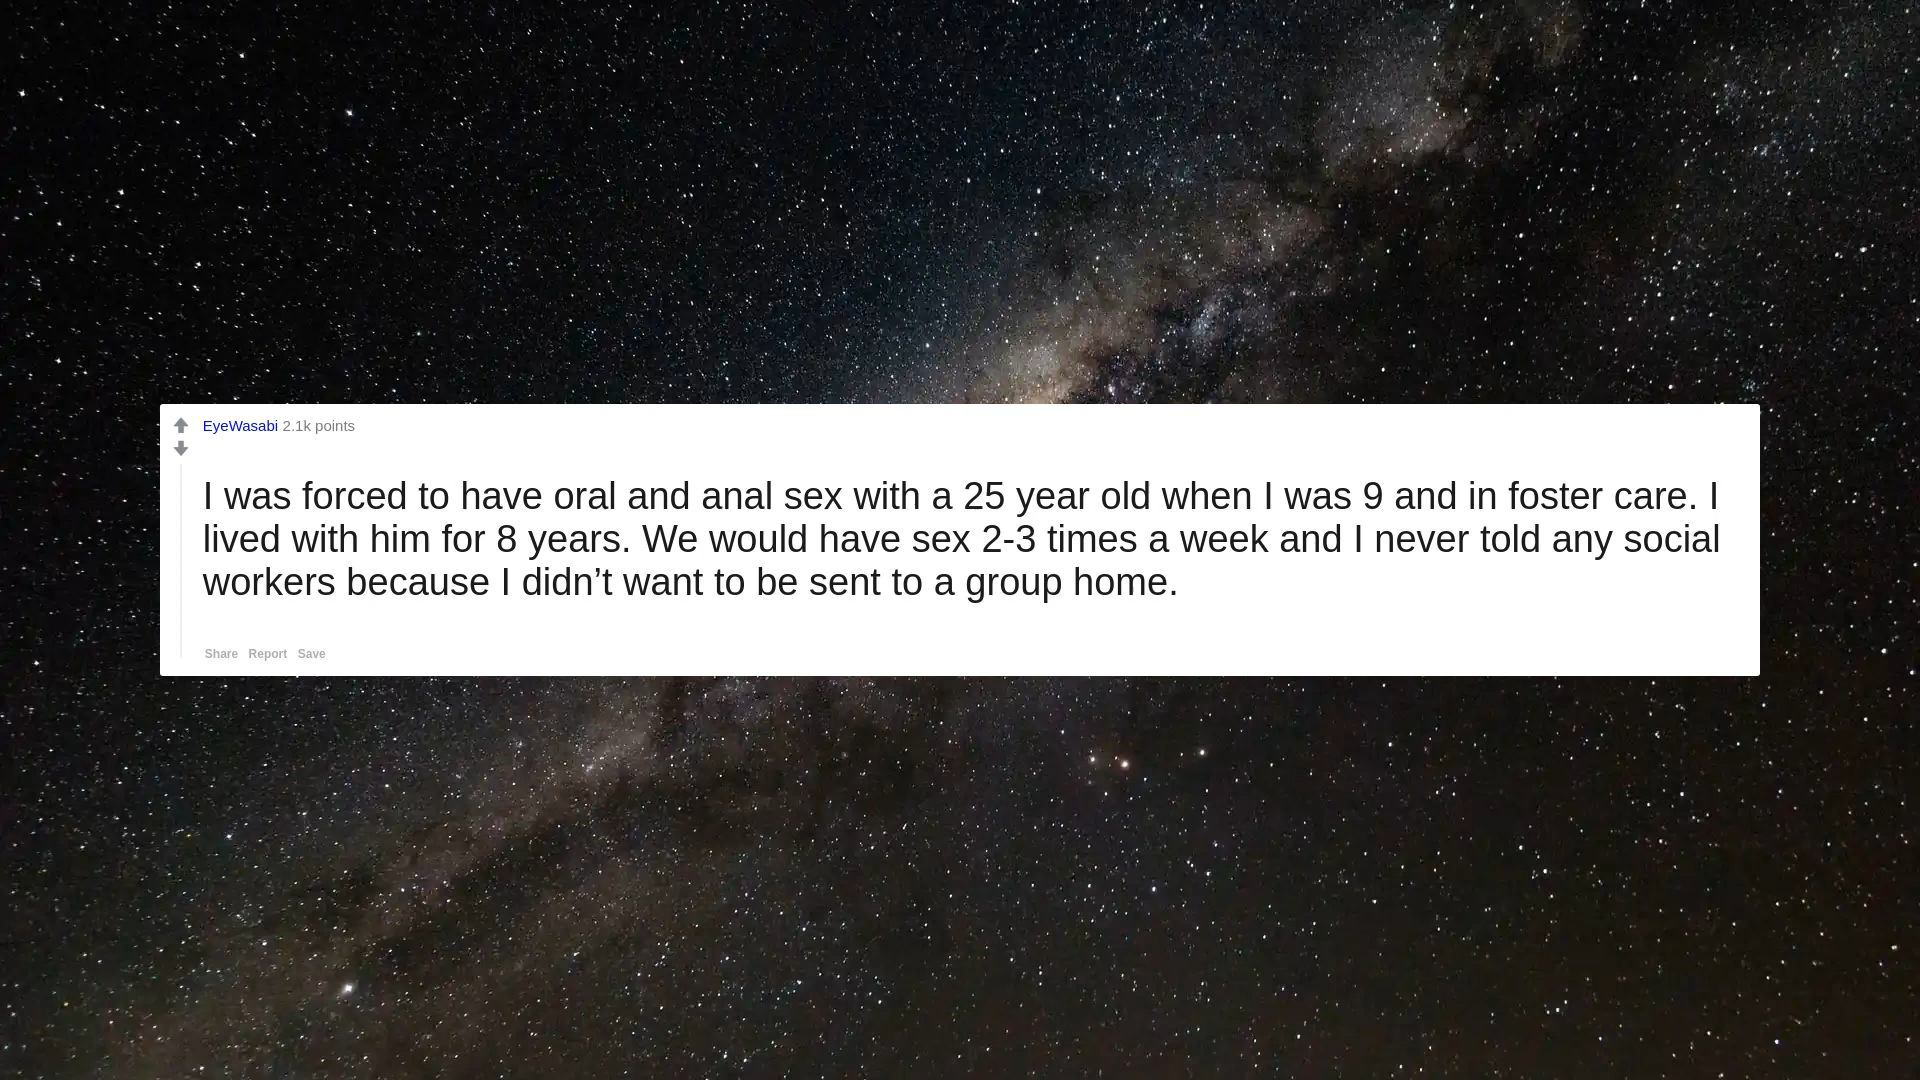 EyeWasabi 2.1k points
I was forced to have oral and anal sex with a 25 year old when I was 9 and in foster care. I
lived with him for 8 years. We would have sex 2-3 times a week and I never told any social
workers because I didn’t want to be sent to a group home.
Share Report Save